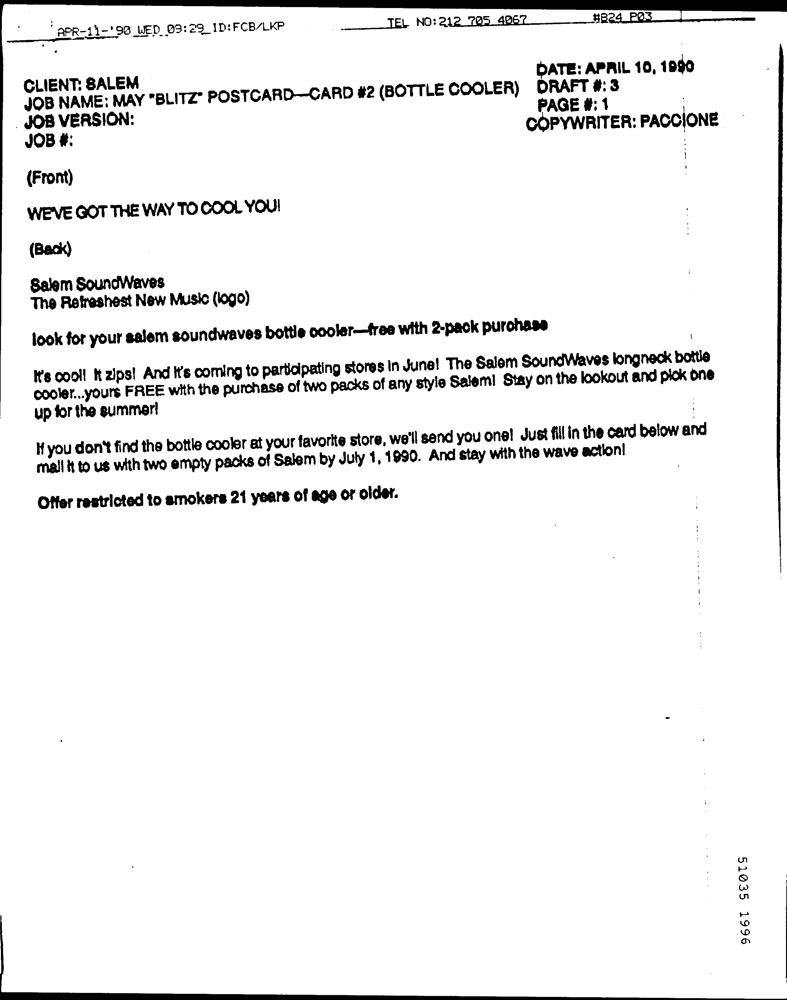 APR-11-'90 WED 09:29 ID:FCB/LKP TEL NO:212 705 4067 #B24 P03
CLIENT: SALEM
JOB NAME: MAY "BLITZ" POSTCARD—CARD #2 (BOTTLE COOLER)
JOB VERSION:
JOB #:
DATE: APRIL 10, 1990
DRAFT #: 3
PAGE #: 1
COPYWRITER: PACCIONE
(Front)
WE'VE GOT THE WAY TO COOL YOU!
(Back)
Salem SoundWaves
The Refreshest New Music (logo)
look for your salem soundwaves bottle cooler—free with 2-pack purchase
It's cool! It zips! And it's coming to participating stores in June! The Salem SoundWaves longneck bottle
cooler...yours FREE with the purchase of two packs of any style Salem! Stay on the lookout and pick one
up for the summer!
If you don't find the bottle cooler at your favorite store, we'll send you one! Just fill in the card below and
mail it to us with two empty packs of Salem by July 1, 1990. And stay with the wave action!
Offer restricted to smokers 21 years of age or older.
51035 1996